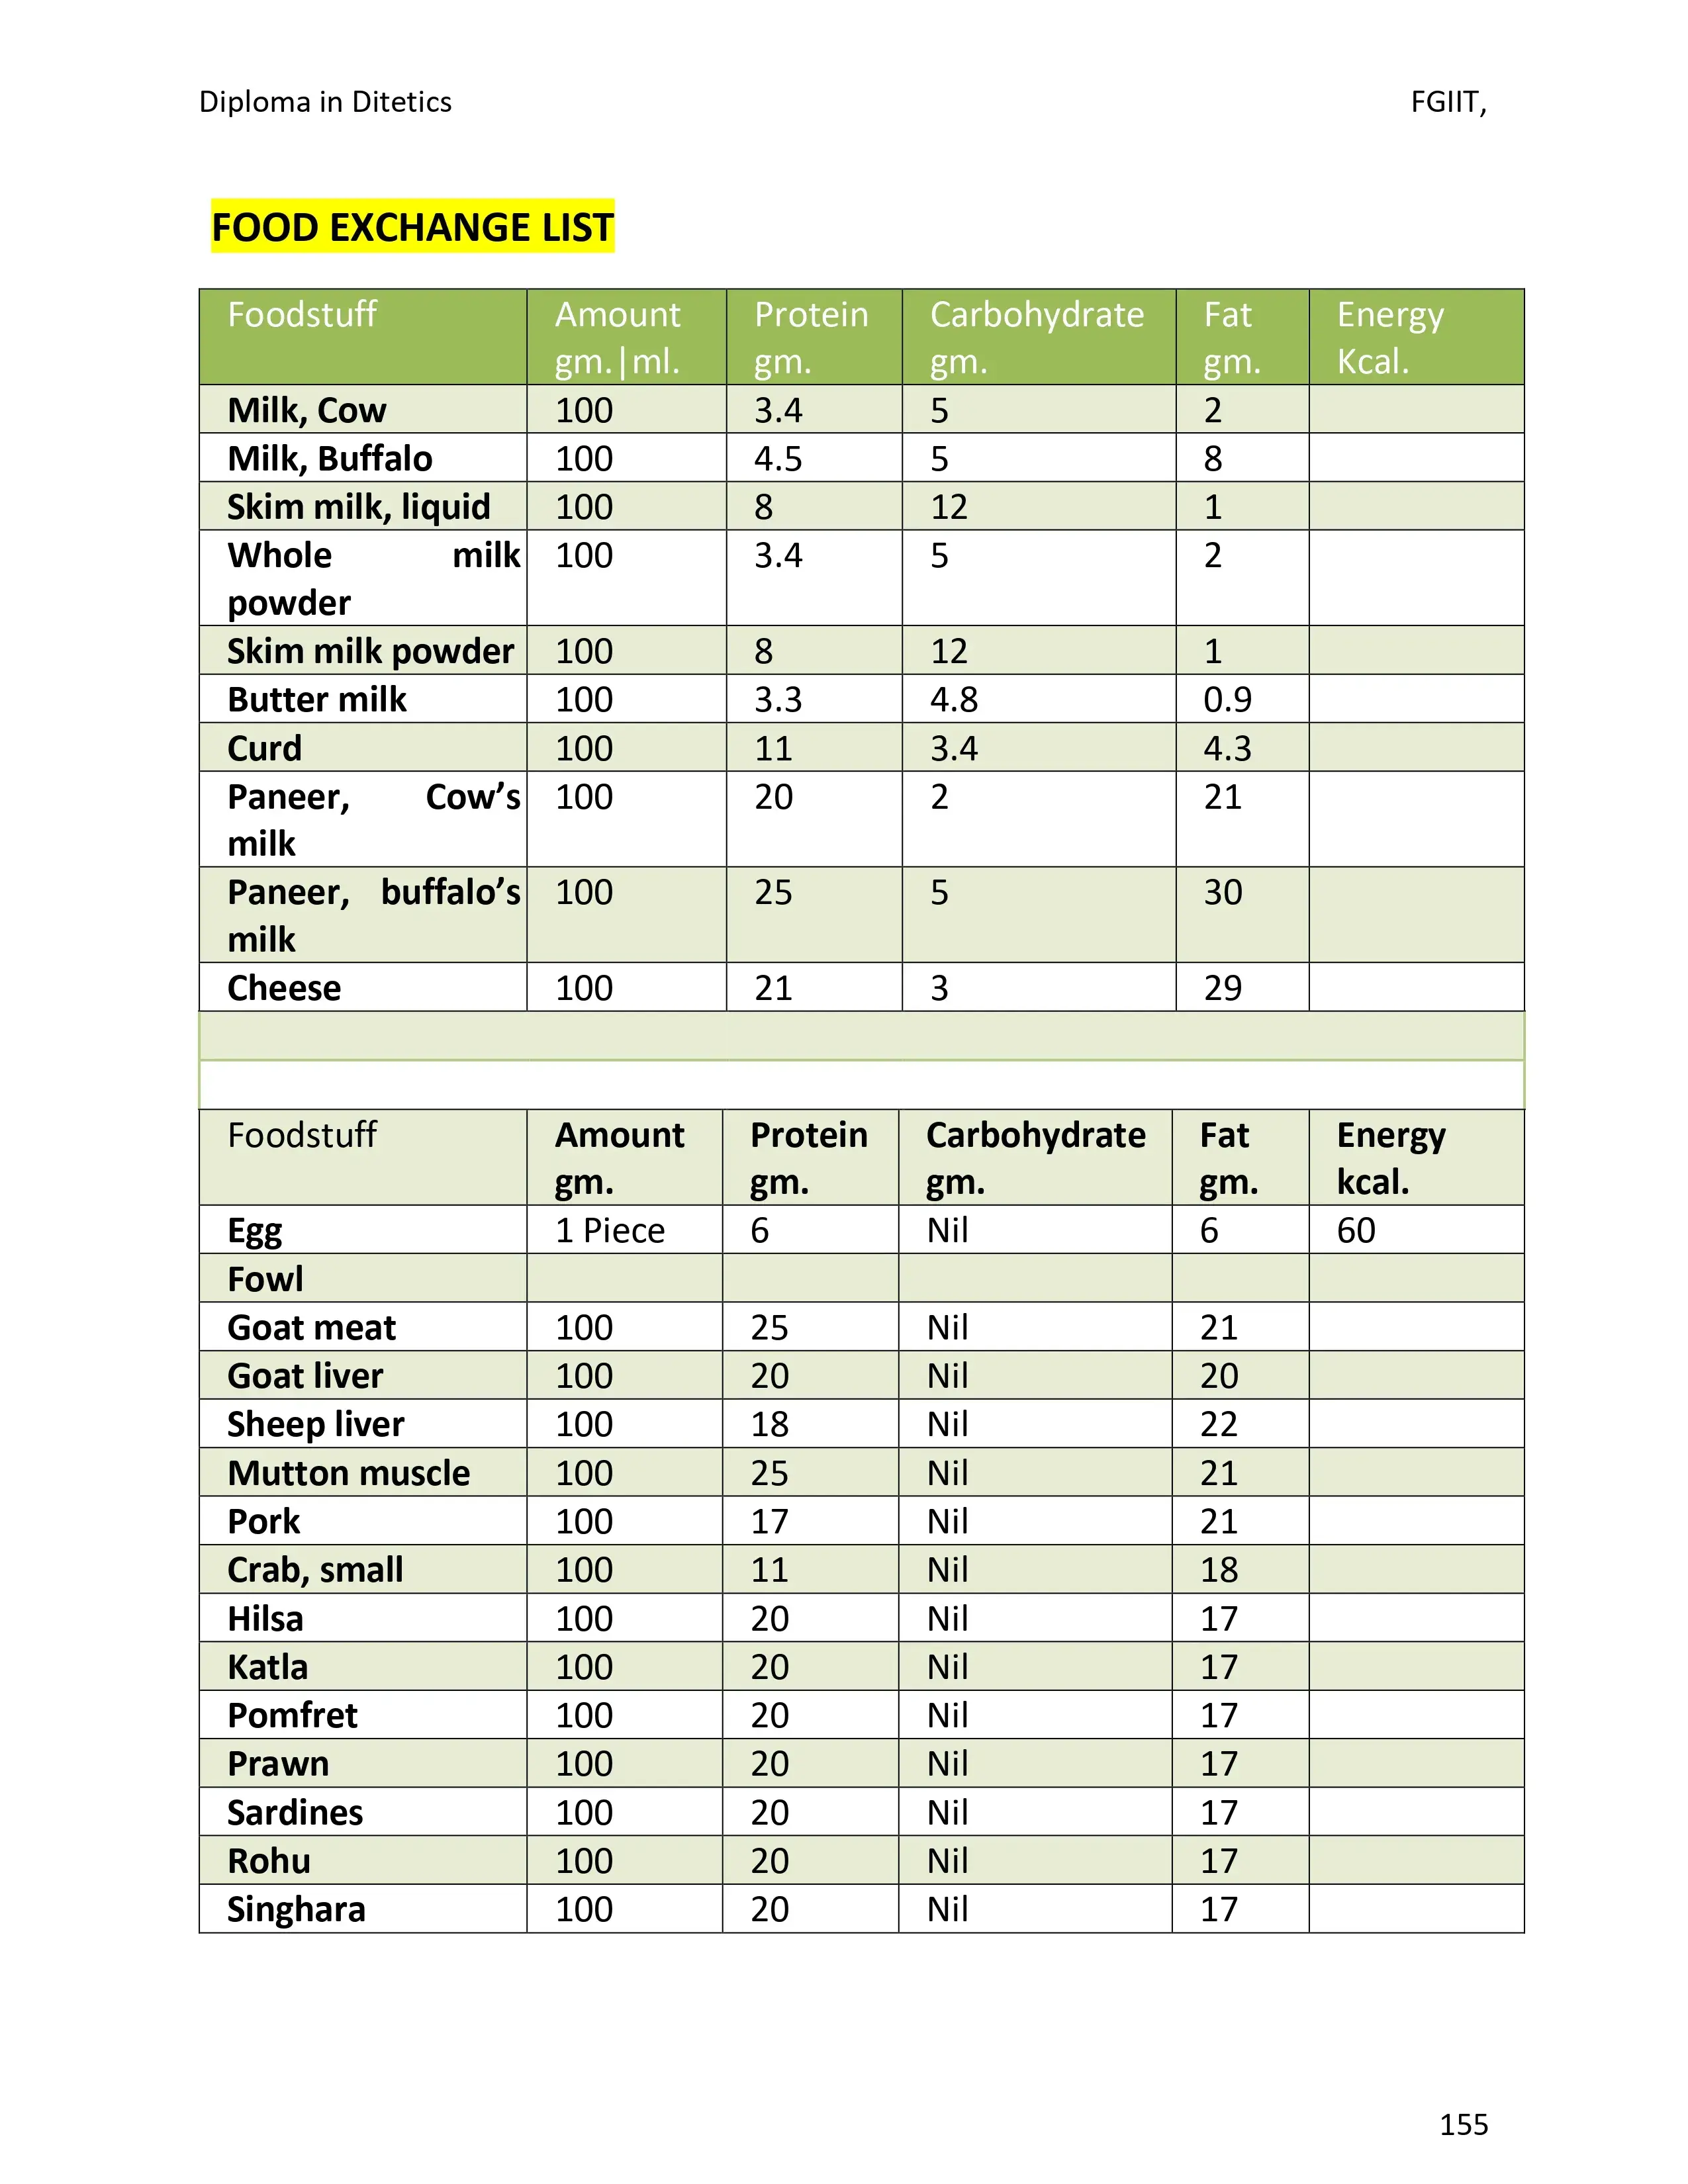 Diploma in Ditetics FGIIT,
FOOD EXCHANGE LIST
Foodstuff Amount Protein Carbohydrate Fat Energy
gm.|ml. gm. gm. gm. Kcal.
Milk, Cow 100 3.4 5 2
Milk, Buffalo 100 4.5 5 8
Skim milk, liquid 100 8 12 1
Whole milk 100 3.4 5 2
powder
Skim milk powder 100 8 12 1
Butter milk 100 3.3 4.8 0.9
Curd 100 11 3.4 4.3
Paneer, Cow’s 100 20 2 21
milk
Paneer, buffalo’s 100 25 5 30
milk
Cheese 100 21 3 29
Foodstuff Amount Protein Carbohydrate Fat Energy
gm. gm. gm. gm. kcal.
Egg 1 Piece 6 Nil 6 60
Fowl
Goat meat 100 25 Nil 21
Goat liver 100 20 Nil 20
Sheep liver 100 18 Nil 22
Mutton muscle 100 25 Nil 21
Pork 100 17 Nil 21
Crab, small 100 11 Nil 18
Hilsa 100 20 Nil 17
Katla 100 20 Nil 17
Pomfret 100 20 Nil 17
Prawn 100 20 Nil 17
Sardines 100 20 Nil 17
Rohu 100 20 Nil 17
Singhara 100 20 Nil 17
155